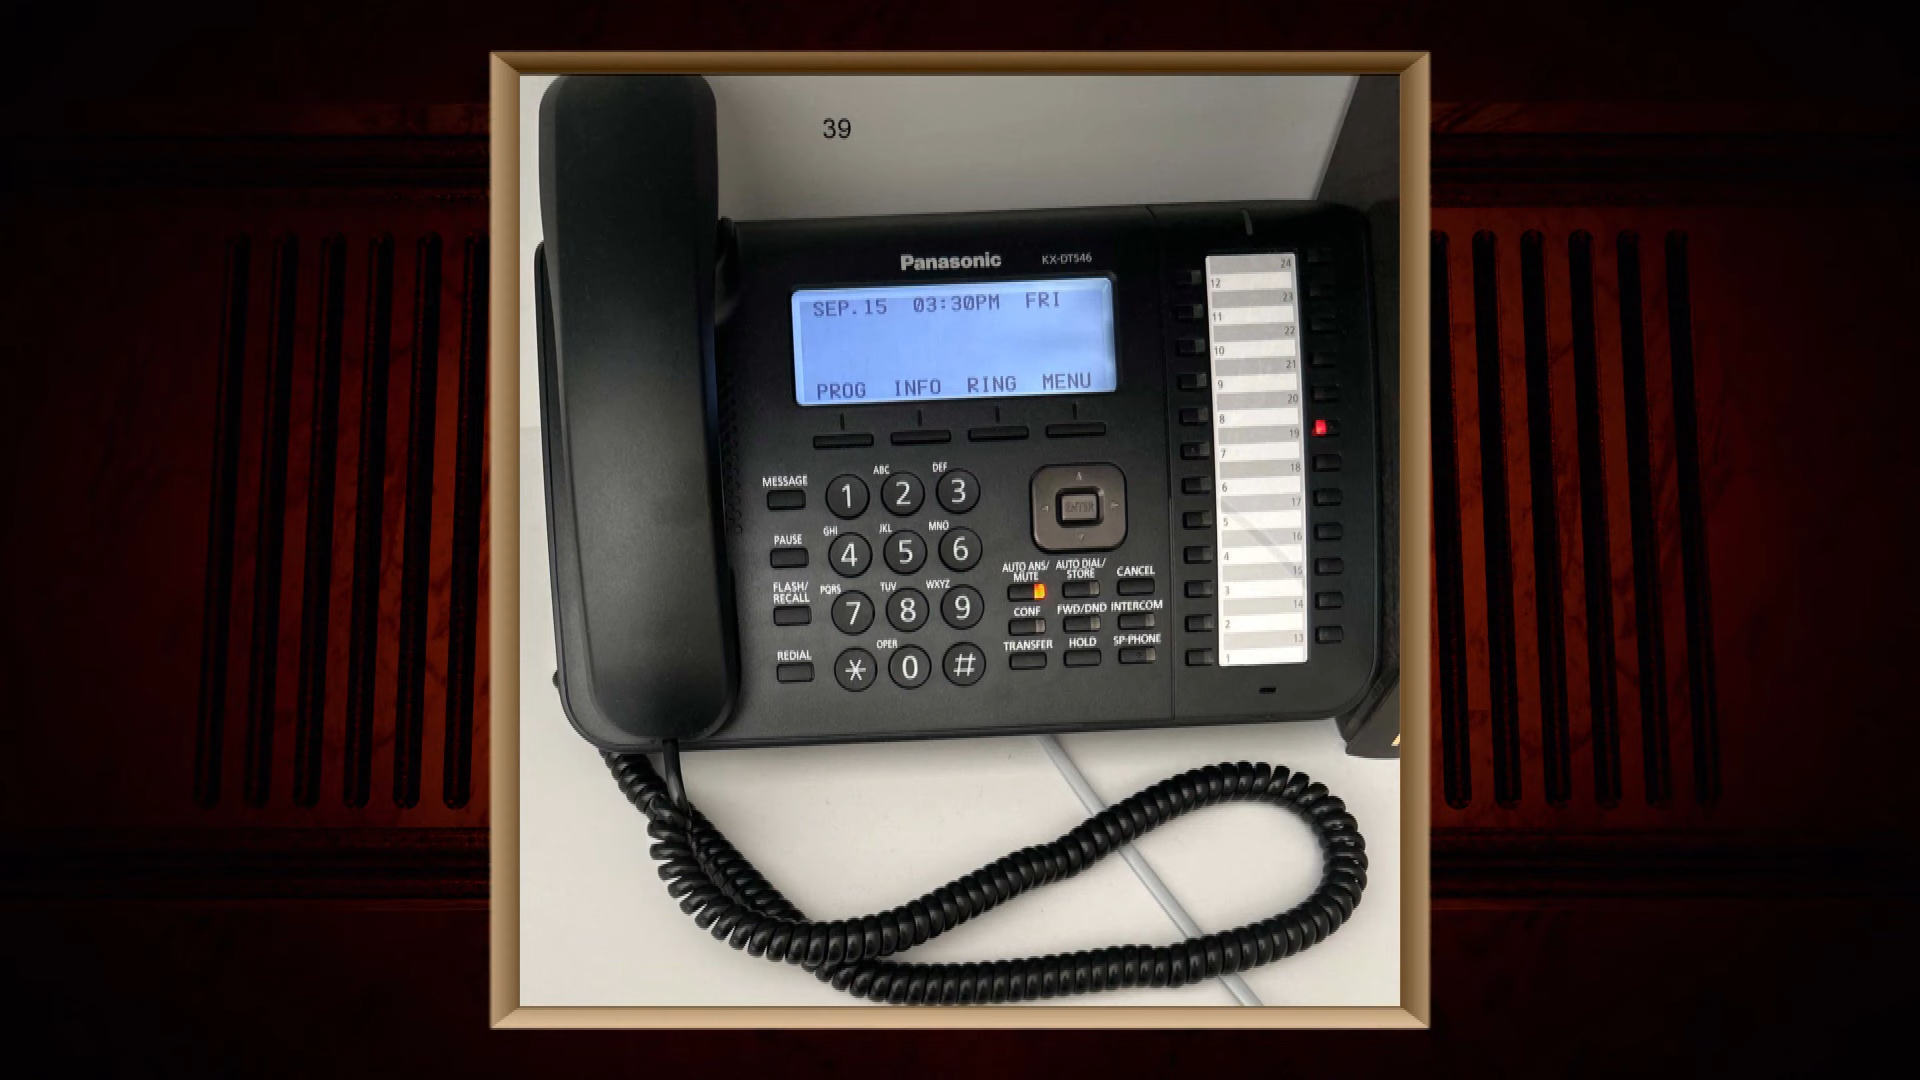 39
Panasonic KX-DT546
SEP.15 03:30PM FRI
PROG INFO RING MENU
MESSAGE
PAUSE
FLASH/
RECALL
REDIAL
1 ABC 2 DEF 3
GHI 4 JKL 5 MNO 6
PQRS 7 TUV 8 WXYZ 9
* OPER 0 #
ENTER
AUTO ANS/
MUTE
AUTO DIAL/
STORE
CANCEL
CONF FWD/DND INTERCOM
TRANSFER HOLD SP-PHONE
24
12
23
11
22
10
21
9
20
8
19
7
18
6
17
5
16
4
15
3
14
2
13
1